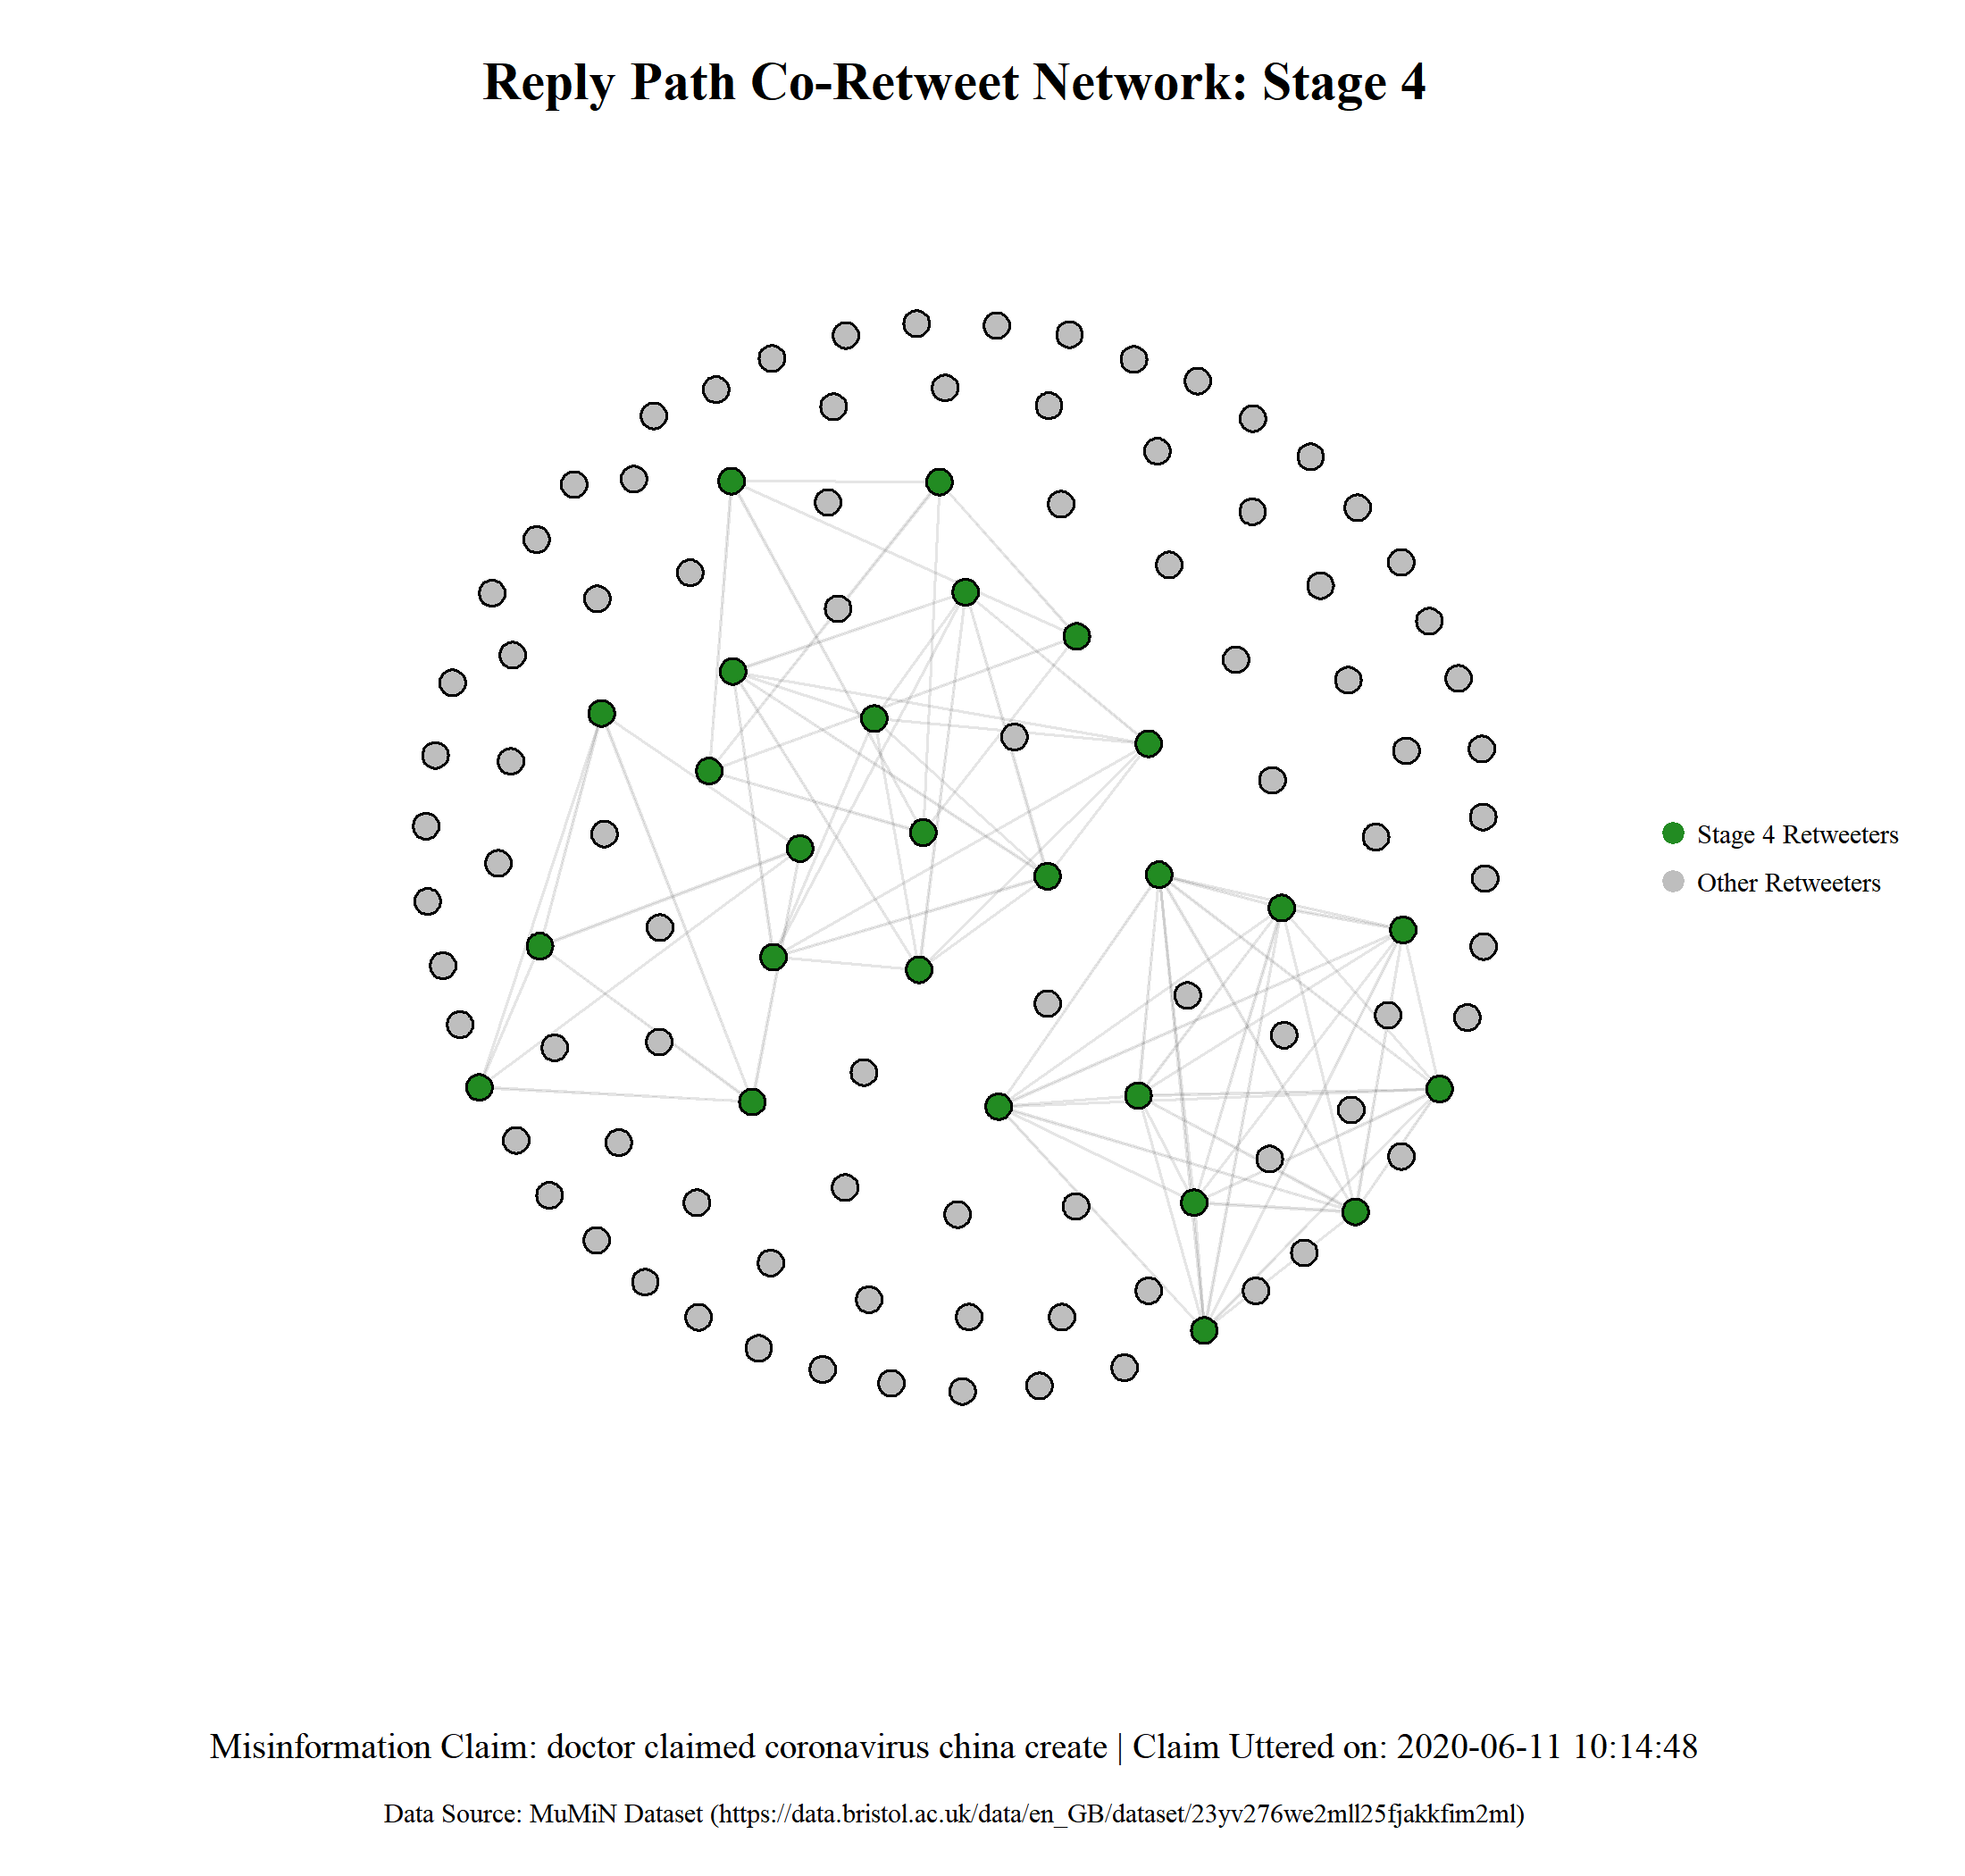 Reply Path Co-Retweet Network: Stage 4
Stage 4 Retweeters
Other Retweeters
Misinformation Claim: doctor claimed coronavirus china create | Claim Uttered on: 2020-06-11 10:14:48
Data Source: MuMiN Dataset (https://data.bristol.ac.uk/data/en_GB/dataset/23yv276we2mll25fjakkfim2ml)